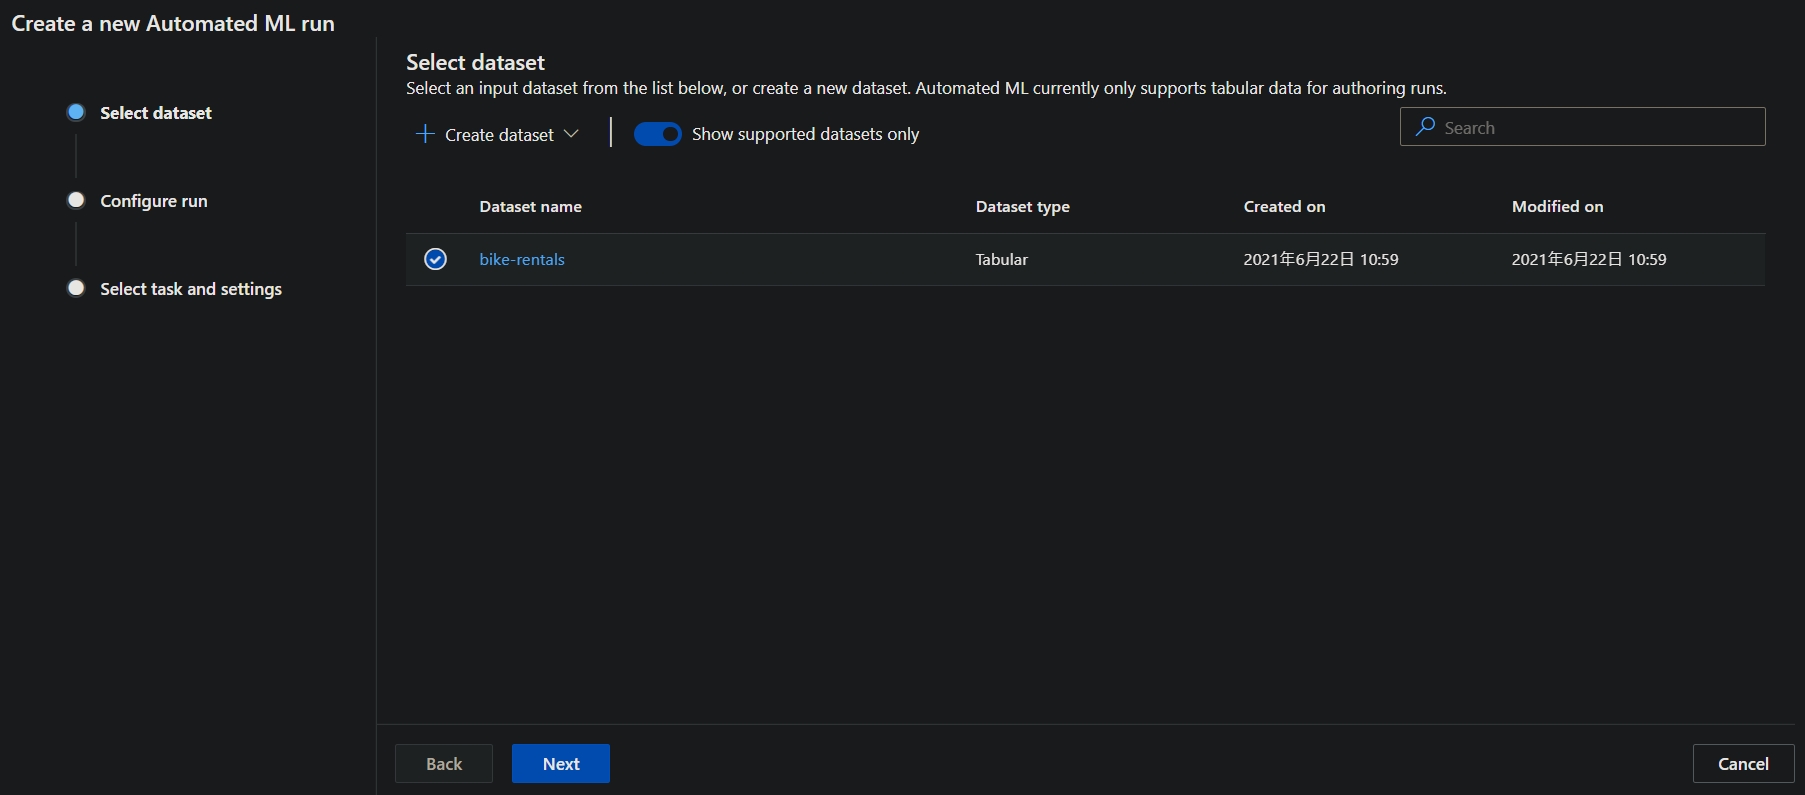 Create a new Automated ML run
Select dataset
Configure run
Select task and settings
Select dataset
Select an input dataset from the list below, or create a new dataset. Automated ML currently only supports tabular data for authoring runs.
Create dataset
Show supported datasets only
Search
Dataset name Dataset type Created on Modified on
bike-rentals Tabular 2021年6月22日 10:59 2021年6月22日 10:59
Back Next Cancel